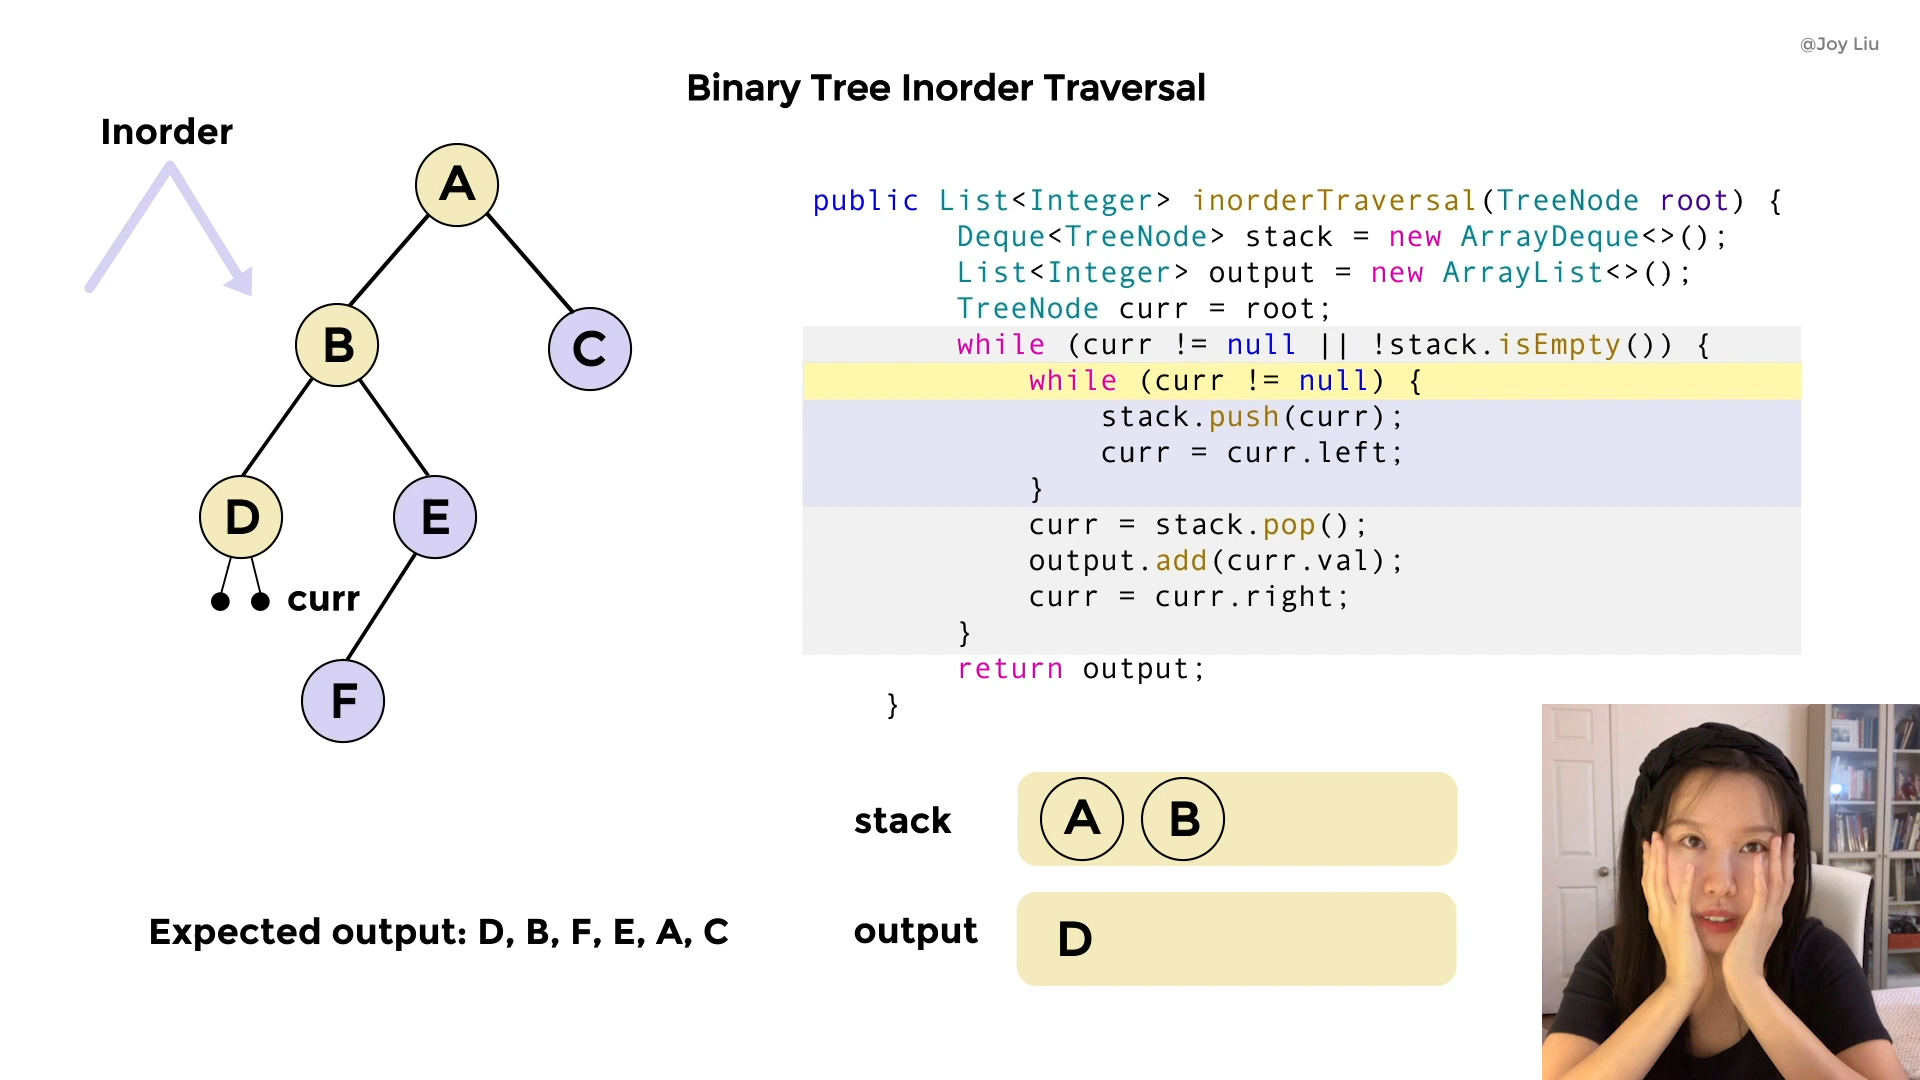 @Joy Liu
Binary Tree Inorder Traversal
Inorder
A
B
C
D
E
curr
F
public List<Integer> inorderTraversal(TreeNode root) {
Deque<TreeNode> stack = new ArrayDeque<>();
List<Integer> output = new ArrayList<>();
TreeNode curr = root;
while (curr != null || !stack.isEmpty()) {
while (curr != null) {
stack.push(curr);
curr = curr.left;
}
curr = stack.pop();
output.add(curr.val);
curr = curr.right;
}
return output;
}
stack
A B
output
D
Expected output: D, B, F, E, A, C